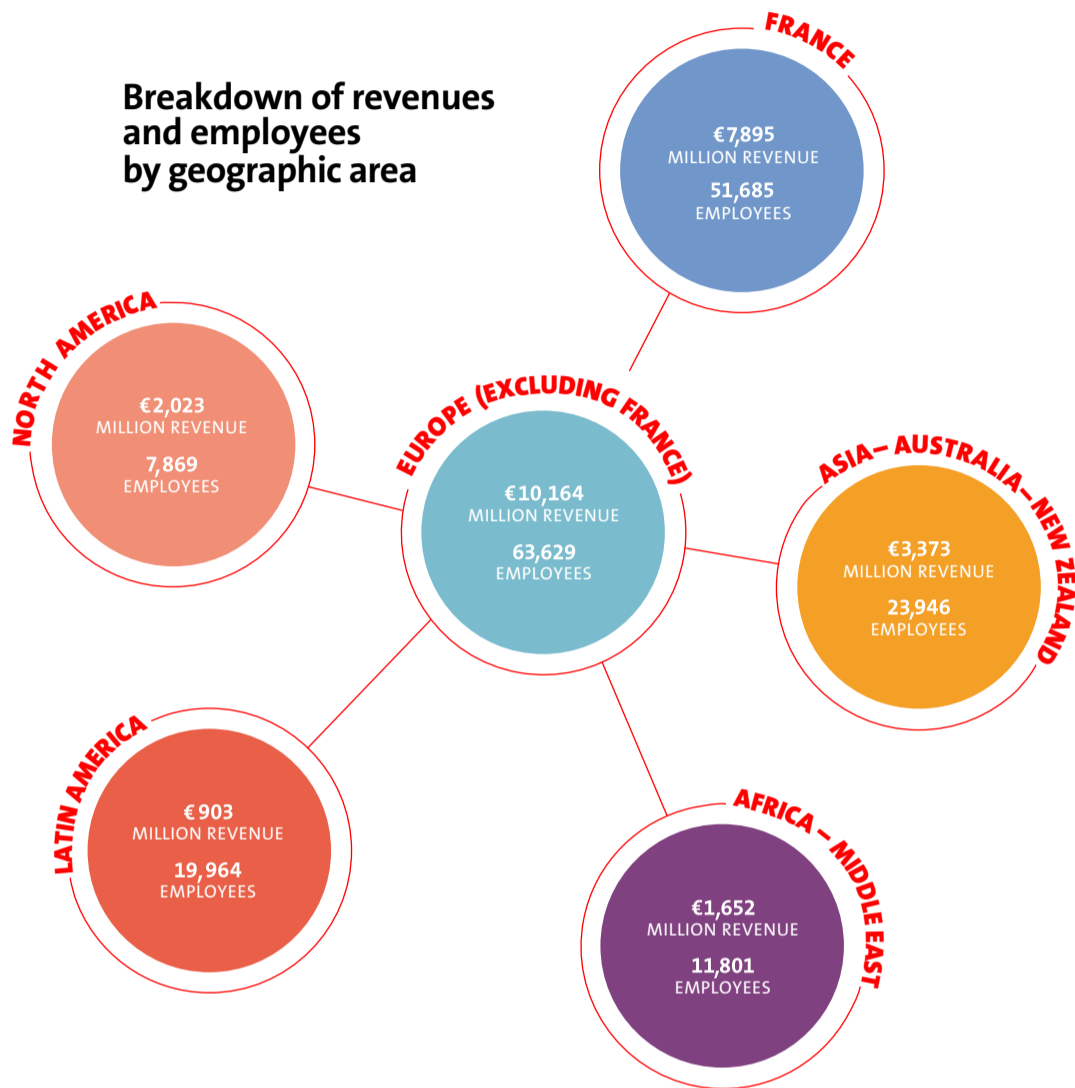 Breakdown of revenues
and employees
by geographic area
FRANCE
€7,895
MILLION REVENUE
51,685
EMPLOYEES
NORTH AMERICA
€2,023
MILLION REVENUE
7,869
EMPLOYEES
EUROPE (EXCLUDING FRANCE)
€10,164
MILLION REVENUE
63,629
EMPLOYEES
ASIA– AUSTRALIA–NEW ZEALAND
€3,373
MILLION REVENUE
23,946
EMPLOYEES
LATIN AMERICA
€903
MILLION REVENUE
19,964
EMPLOYEES
AFRICA – MIDDLE EAST
€1,652
MILLION REVENUE
11,801
EMPLOYEES